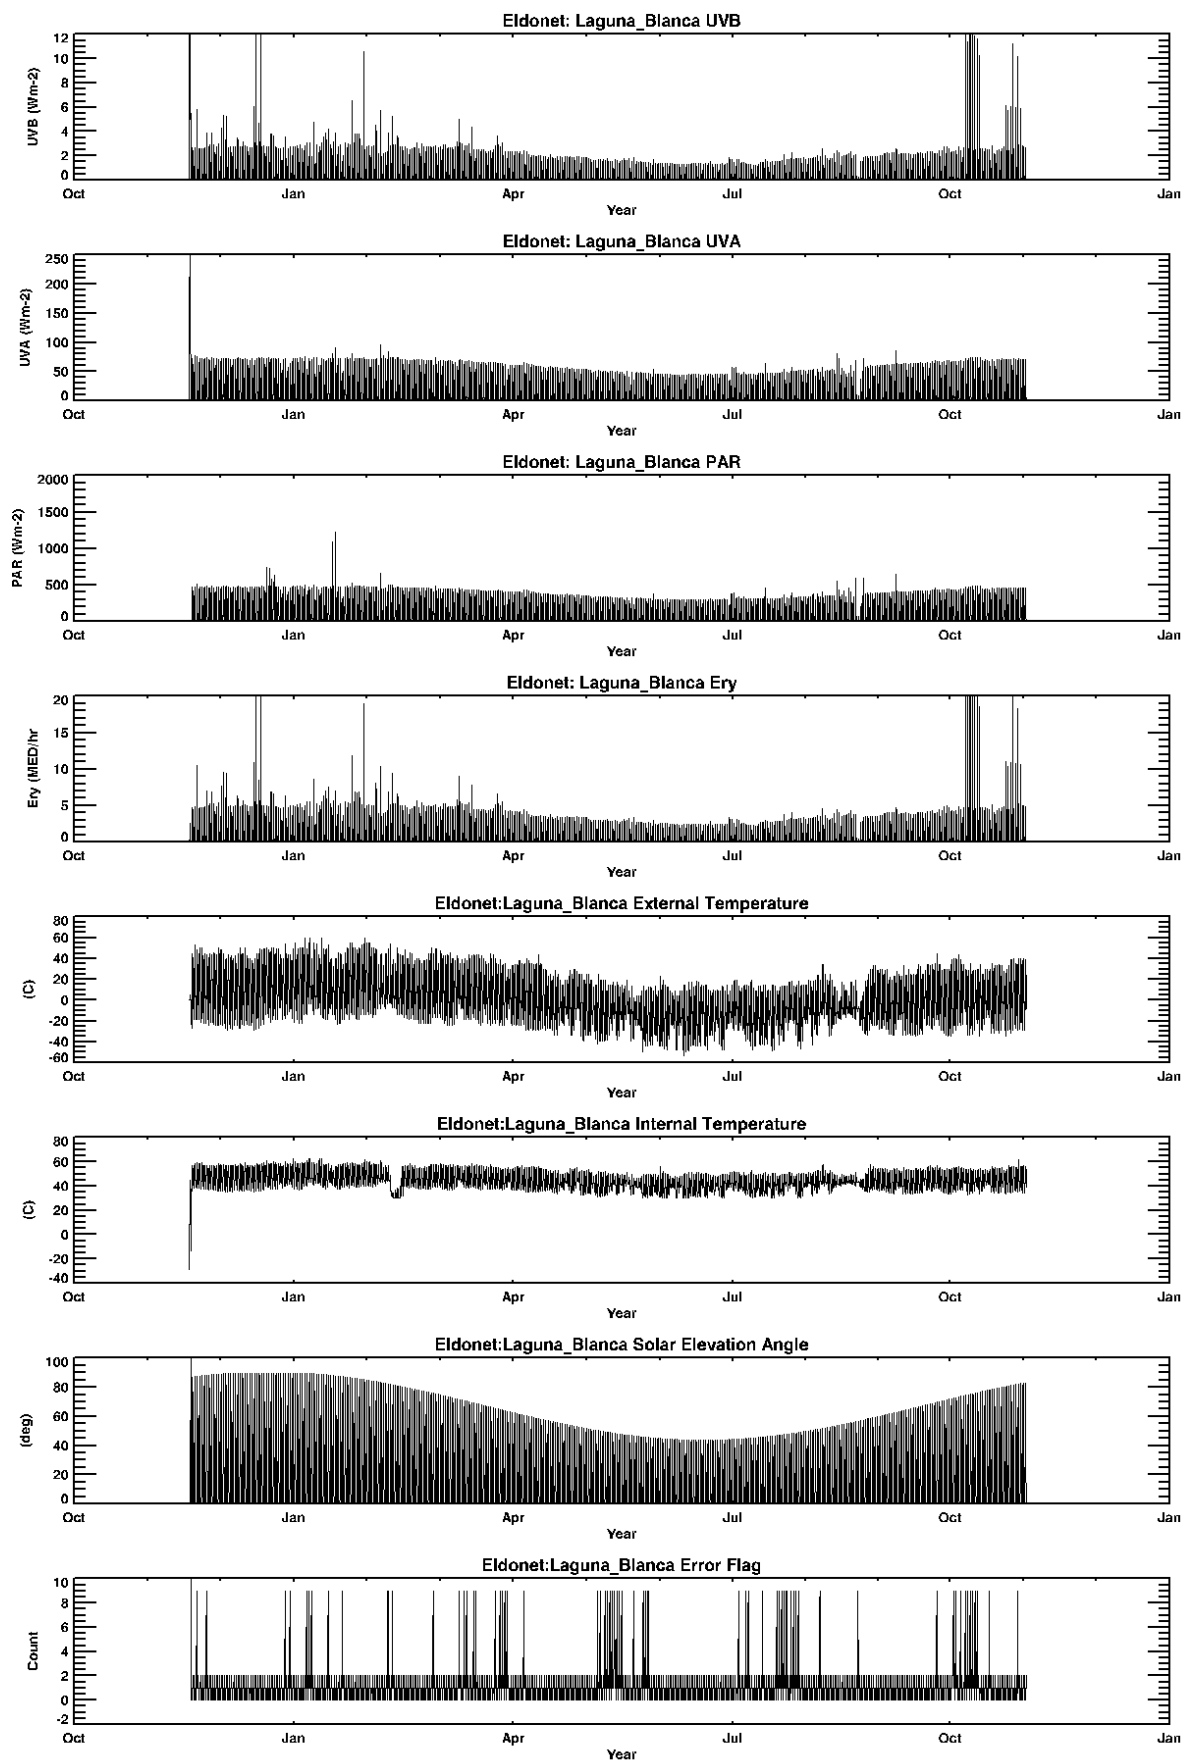 Eldonet: Laguna_Blanca UVB
12
10
8
6
4
2
0
UVB (Wm-2)
Oct Jan Apr Jul Oct Jan
Year
Eldonet: Laguna_Blanca UVA
250
200
150
100
50
0
UVA (Wm-2)
Oct Jan Apr Jul Oct Jan
Year
Eldonet: Laguna_Blanca PAR
2000
1500
1000
500
0
PAR (Wm-2)
Oct Jan Apr Jul Oct Jan
Year
Eldonet: Laguna_Blanca Ery
20
15
10
5
0
Ery (MED/hr
Oct Jan Apr Jul Oct Jan
Year
Eldonet:Laguna_Blanca External Temperature
80
60
40
20
0
-20
-40
-60
(C)
Oct Jan Apr Jul Oct Jan
Year
Eldonet:Laguna_Blanca Internal Temperature
80
60
40
20
0
-20
-40
(C)
Oct Jan Apr Jul Oct Jan
Year
Eldonet:Laguna_Blanca Solar Elevation Angle
100
80
60
40
20
0
(deg)
Oct Jan Apr Jul Oct Jan
Year
Eldonet:Laguna_Blanca Error Flag
10
8
6
4
2
0
-2
Count
Oct Jan Apr Jul Oct Jan
Year